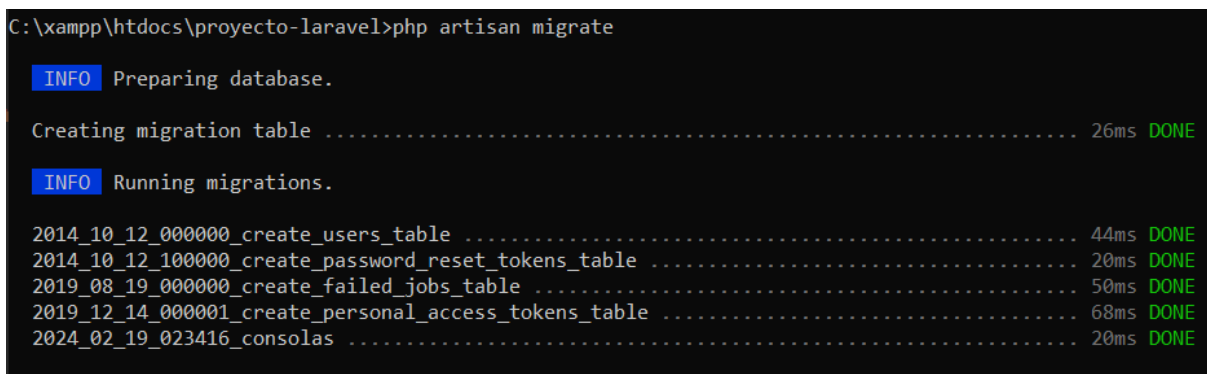 C:\xampp\htdocs\proyecto-laravel>php artisan migrate
INFO Preparing database.
Creating migration table ............................................................... 26ms DONE
INFO Running migrations.
2014_10_12_000000_create_users_table ................................................... 44ms DONE
2014_10_12_100000_create_password_reset_tokens_table ................................... 20ms DONE
2019_08_19_000000_create_failed_jobs_table ............................................. 50ms DONE
2019_12_14_000001_create_personal_access_tokens_table .................................. 68ms DONE
2024_02_19_023416_consolas ............................................................. 20ms DONE